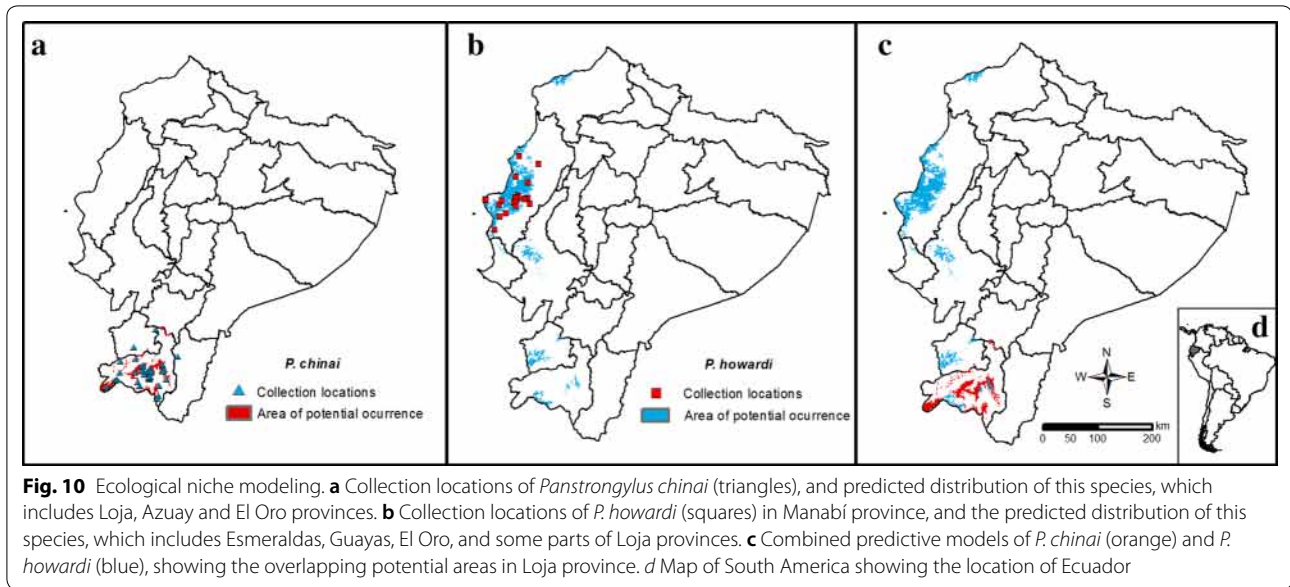 a
P. chinai
Collection locations
Area of potential ocurrence
b
P. howardi
Collection locations
Area of potential ocurrence
c
N
W E
S
km
0 50 100 200
d
Fig. 10 Ecological niche modeling. a Collection locations of Panstrongylus chinai (triangles), and predicted distribution of this species, which
includes Loja, Azuay and El Oro provinces. b Collection locations of P. howardi (squares) in Manabí province, and the predicted distribution of this
species, which includes Esmeraldas, Guayas, El Oro, and some parts of Loja provinces. c Combined predictive models of P. chinai (orange) and P.
howardi (blue), showing the overlapping potential areas in Loja province. d Map of South America showing the location of Ecuador